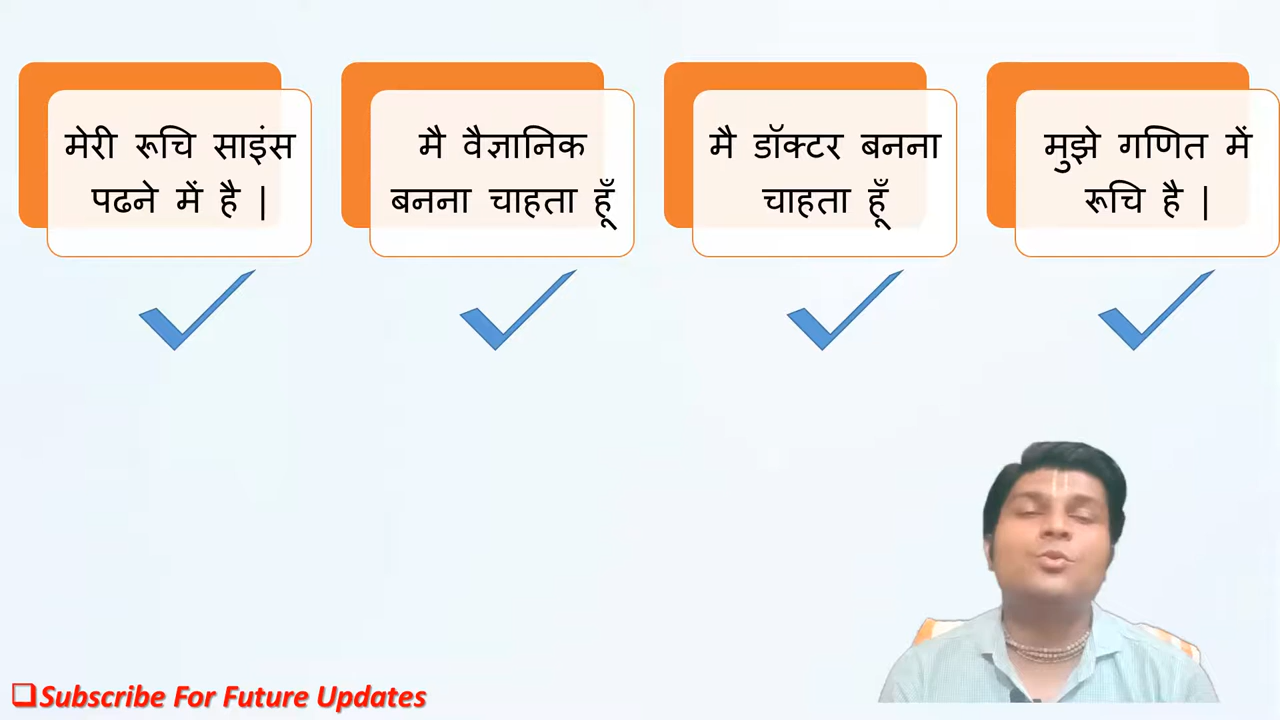 मेरी रूचि साइंस
पढने में है |
मै वैज्ञानिक
बनना चाहता हूँ
मै डॉक्टर बनना
चाहता हूँ
मुझे गणित में
रूचि है |
Subscribe For Future Updates